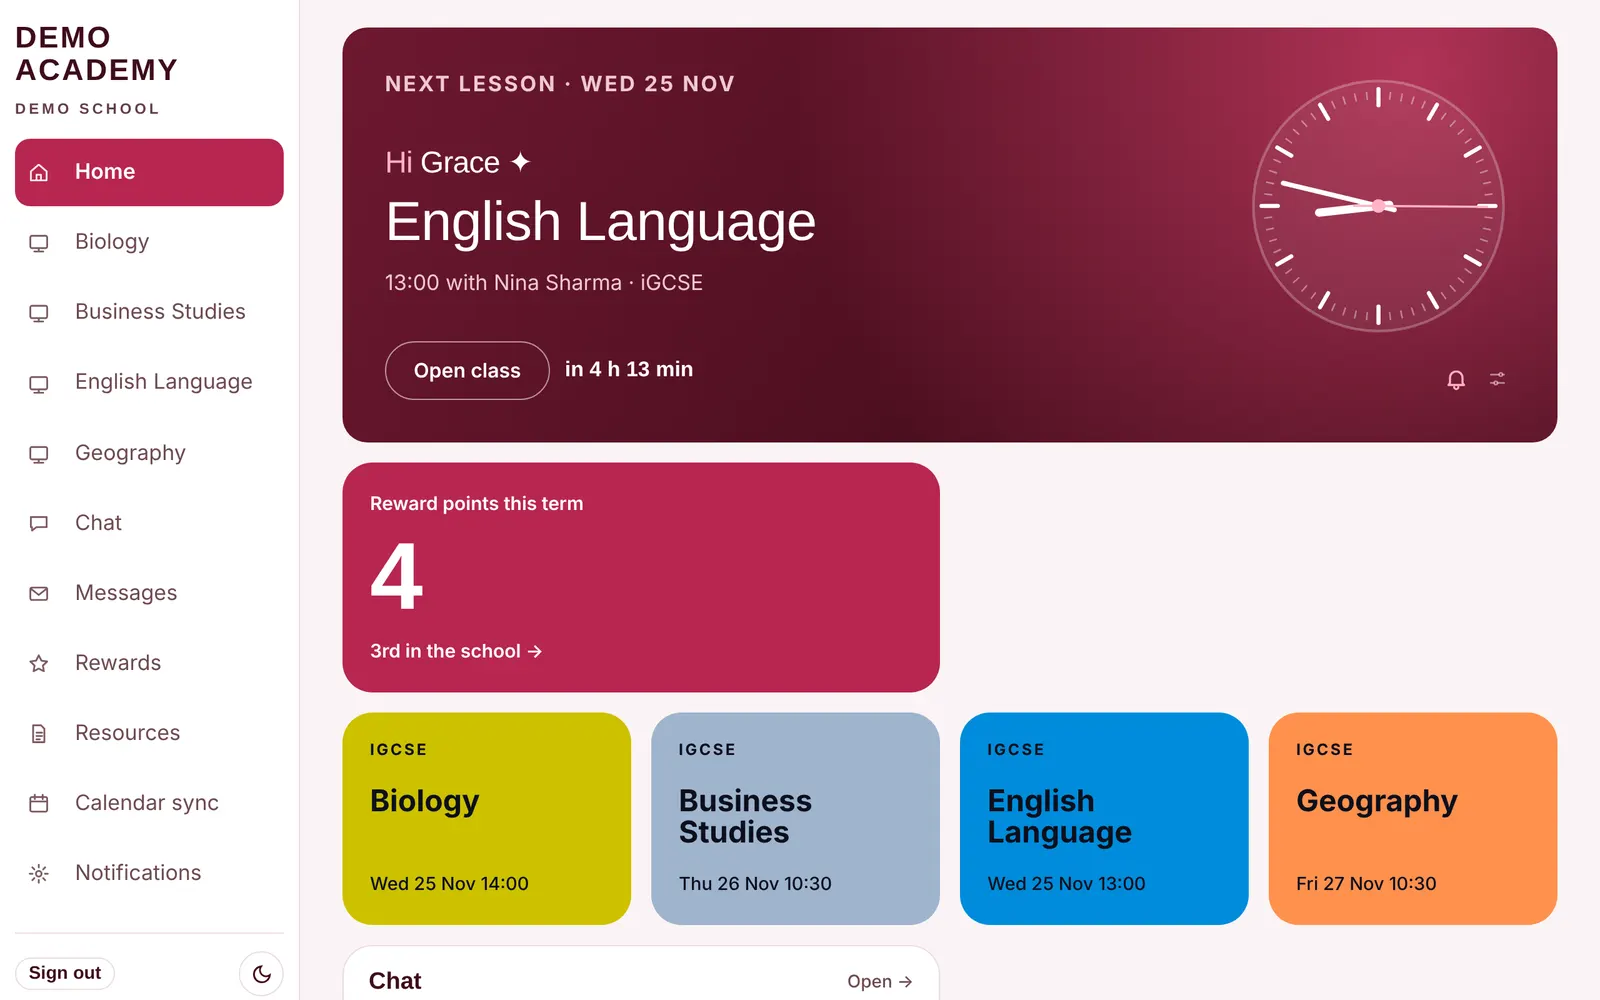 DEMO
ACADEMY
DEMO SCHOOL
Home
Biology
Business Studies
English Language
Geography
Chat
Messages
Rewards
Resources
Calendar sync
Notifications
Sign out
NEXT LESSON · WED 25 NOV
Hi Grace ✦
English Language
13:00 with Nina Sharma · iGCSE
Open class
in 4 h 13 min
Reward points this term
4
3rd in the school →
IGCSE
Biology
Wed 25 Nov 14:00
IGCSE
Business
Studies
Thu 26 Nov 10:30
IGCSE
English
Language
Wed 25 Nov 13:00
IGCSE
Geography
Fri 27 Nov 10:30
Chat
Open →